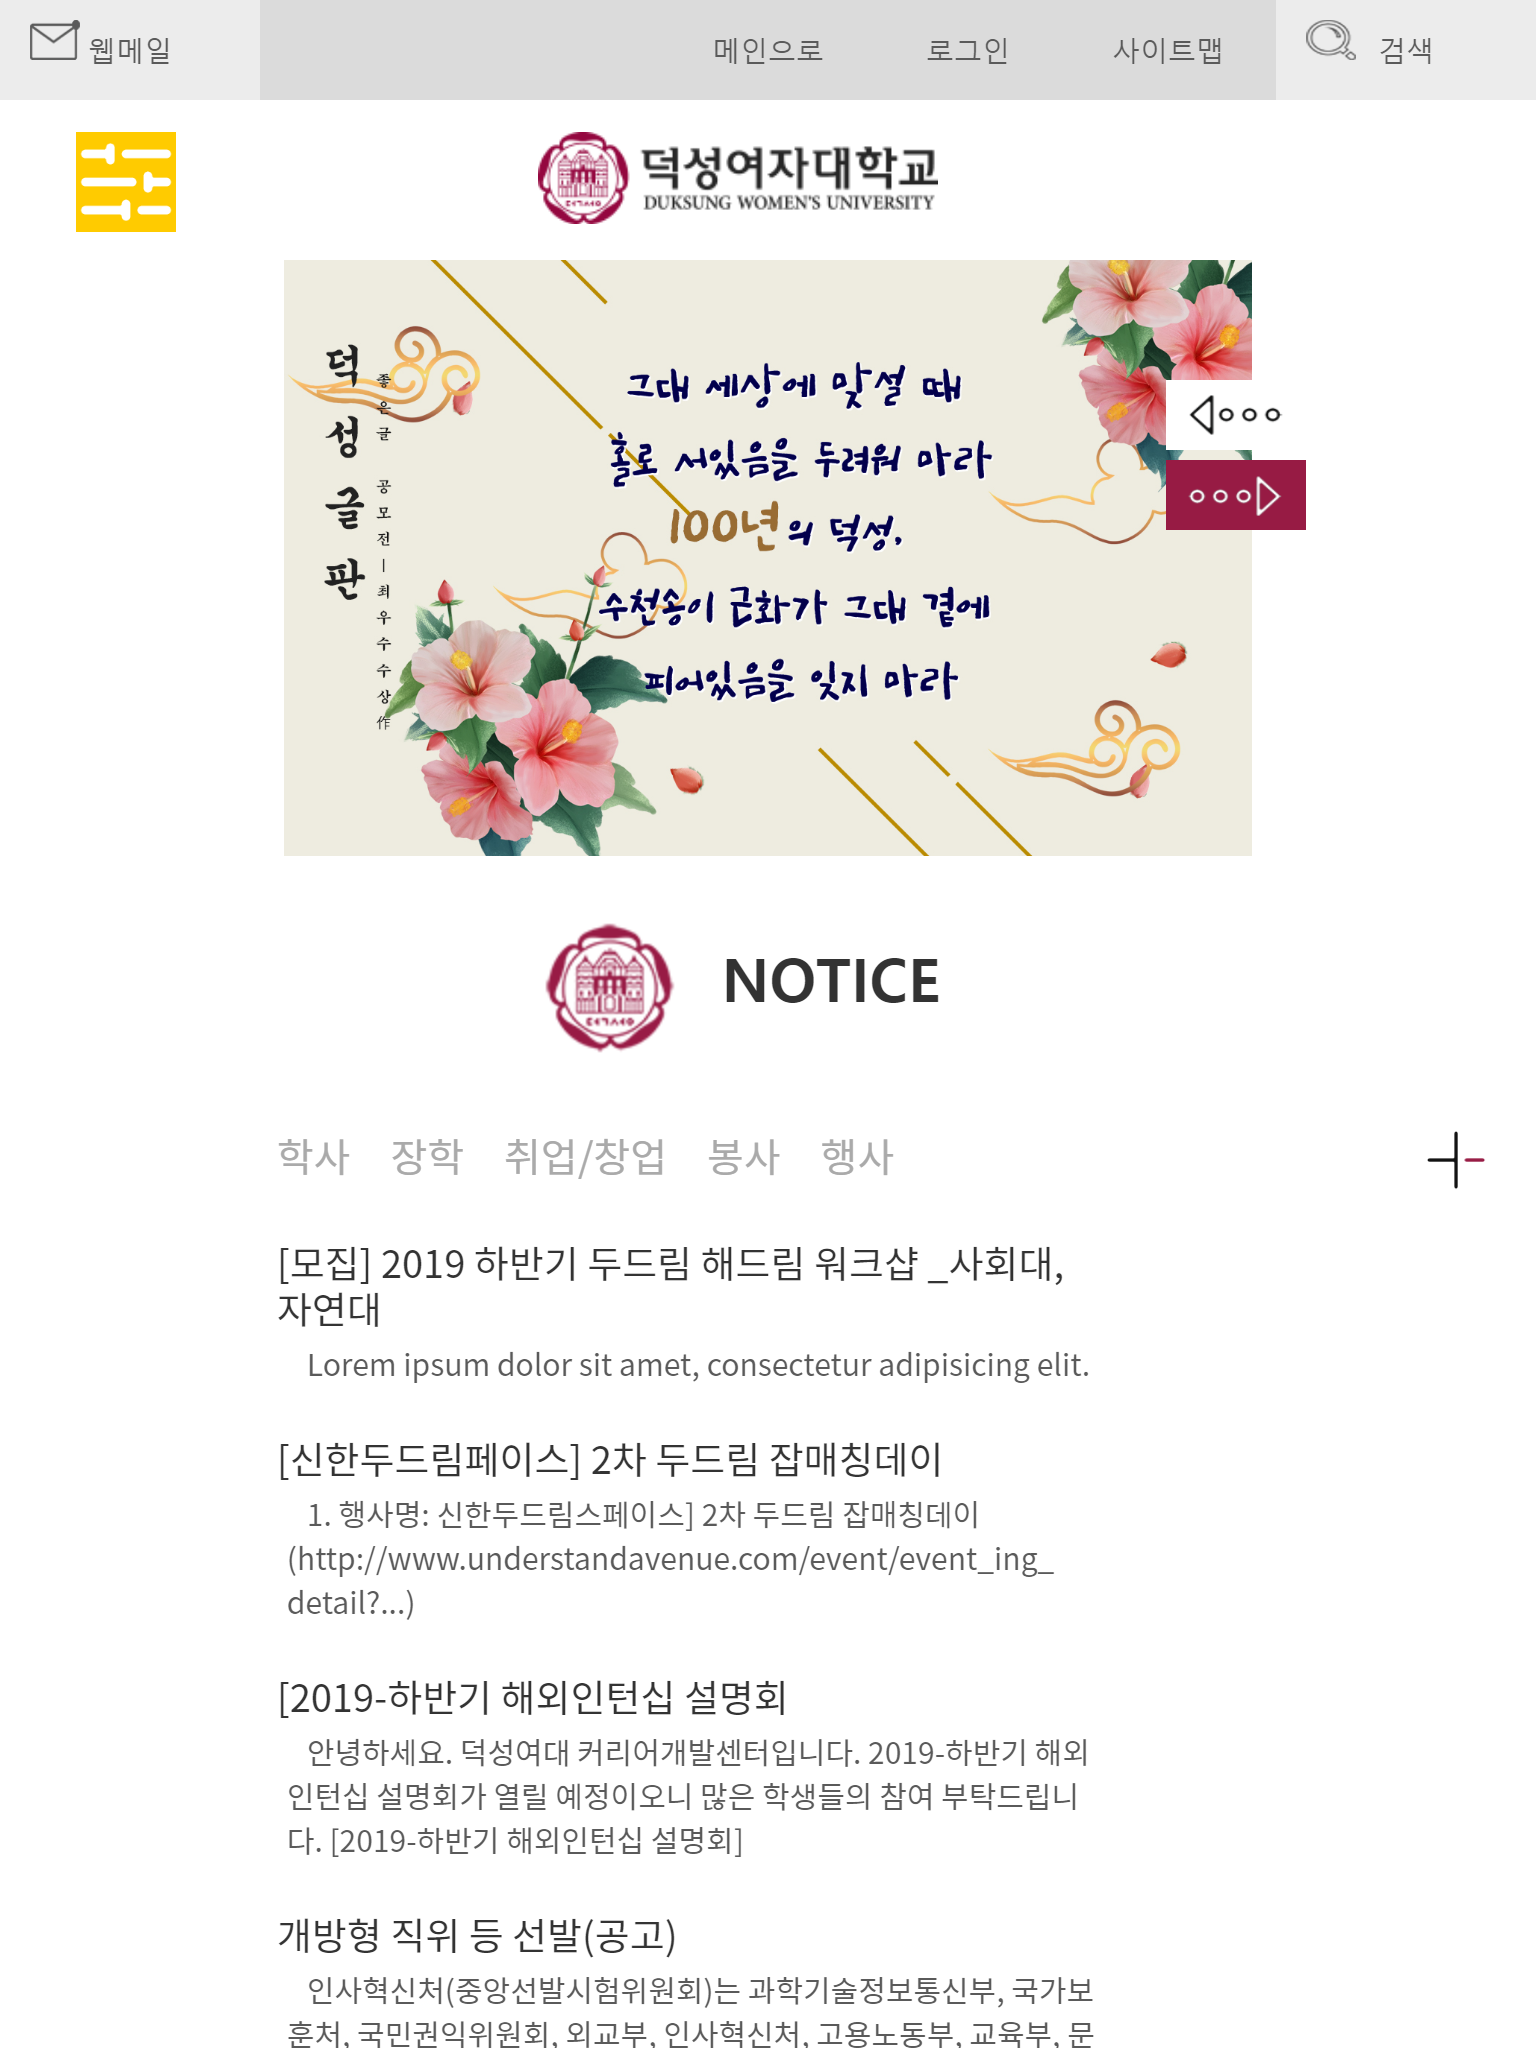 웹메일
메인으로
로그인
사이트맵
검색
덕성여자대학교
DUKSUNG WOMEN'S UNIVERSITY
덕성글판
좋은글 공모전 | 최우수수상作
그대 세상에 맞설 때
홀로 서있음을 두려워 마라
100년의 덕성,
수천송이 근화가 그대 곁에
피어있음을 잊지 마라
NOTICE
학사 장학 취업/창업 봉사 행사
[모집] 2019 하반기 두드림 해드림 워크샵 _사회대,
자연대
Lorem ipsum dolor sit amet, consectetur adipisicing elit.
[신한두드림페이스] 2차 두드림 잡매칭데이
1. 행사명: 신한두드림스페이스] 2차 두드림 잡매칭데이
(http://www.understandavenue.com/event/event_ing_
detail?...)
[2019-하반기 해외인턴십 설명회
안녕하세요. 덕성여대 커리어개발센터입니다. 2019-하반기 해외
인턴십 설명회가 열릴 예정이오니 많은 학생들의 참여 부탁드립니
다. [2019-하반기 해외인턴십 설명회]
개방형 직위 등 선발(공고)
인사혁신처(중앙선발시험위원회)는 과학기술정보통신부, 국가보
훈처, 국민권익위원회, 외교부, 인사혁신처, 고용노동부, 교육부, 문